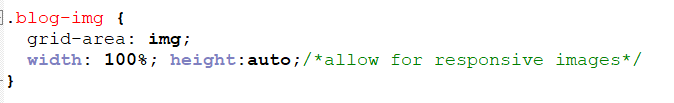 .blog-img {
grid-area: img;
width: 100%; height:auto;/*allow for responsive images*/
}